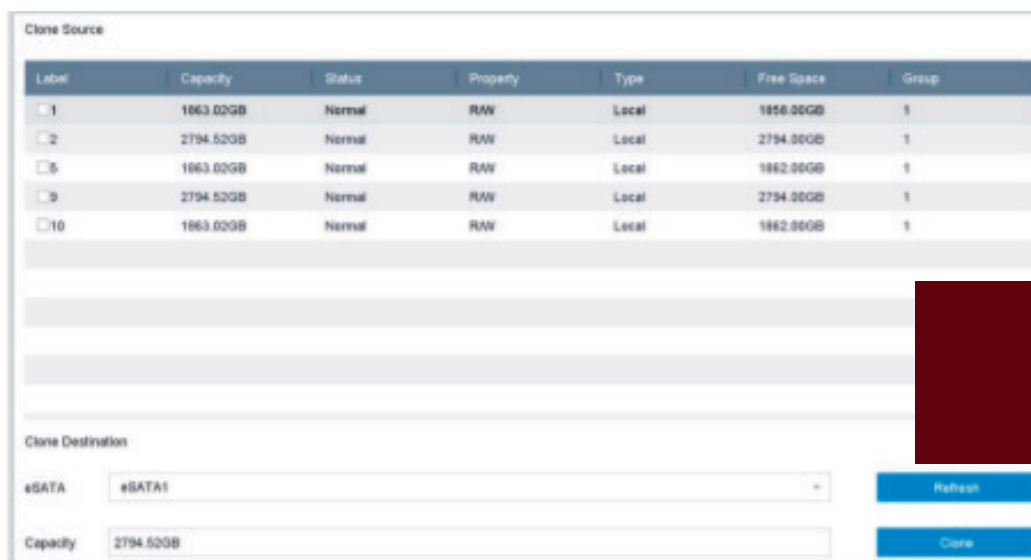 Clone Source
Label Capacity Status Property Type Free Space Group
1 1863.02GB Normal R/W Local 1858.00GB 1
2 2794.52GB Normal R/W Local 2794.00GB 1
5 1863.02GB Normal R/W Local 1862.00GB 1
9 2794.52GB Normal R/W Local 2794.00GB 1
10 1863.02GB Normal R/W Local 1862.00GB 1
Clone Destination
eSATA eSATA1 Refresh
Capacity 2794.52GB Clone